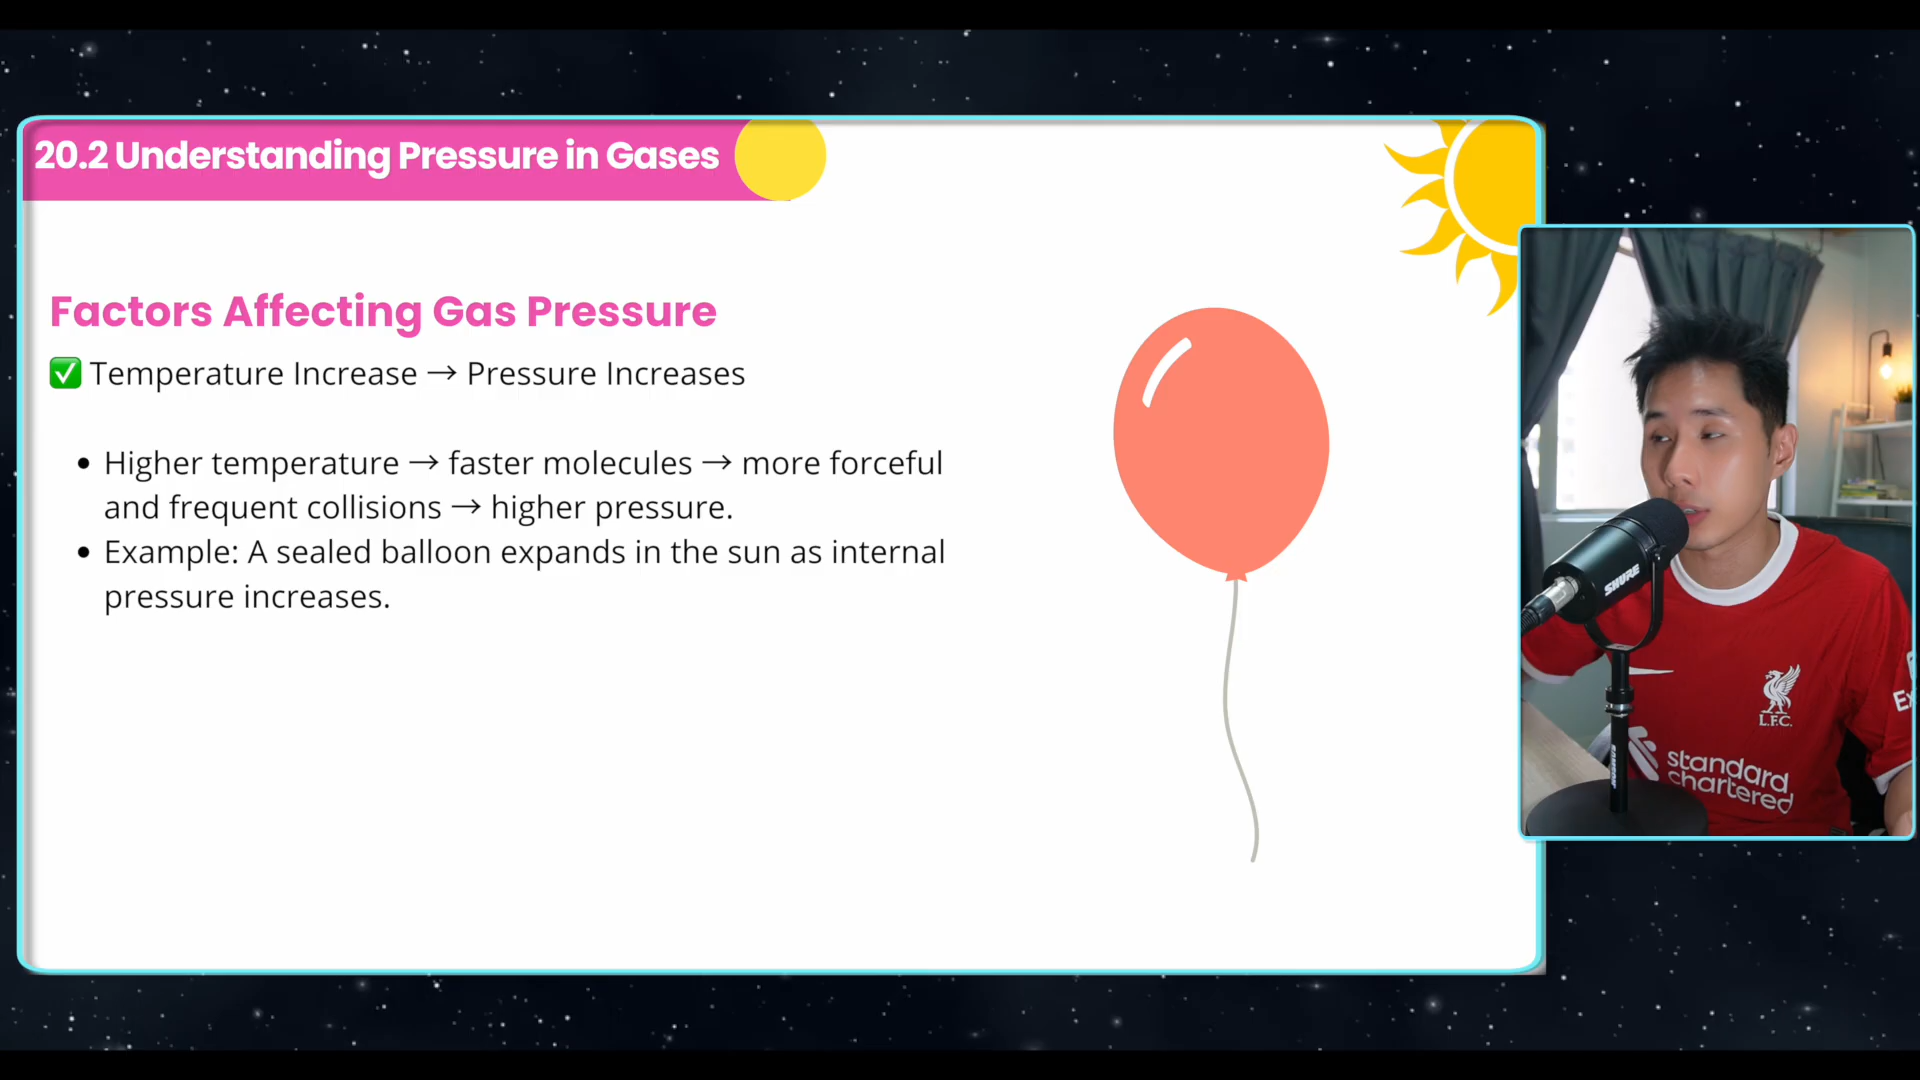 20.2 Understanding Pressure in Gases
Factors Affecting Gas Pressure
✅ Temperature Increase → Pressure Increases
• Higher temperature → faster molecules → more forceful
and frequent collisions → higher pressure.
• Example: A sealed balloon expands in the sun as internal
pressure increases.
SHURE
L.F.C.
standard
chartered
SAMSON
Ex